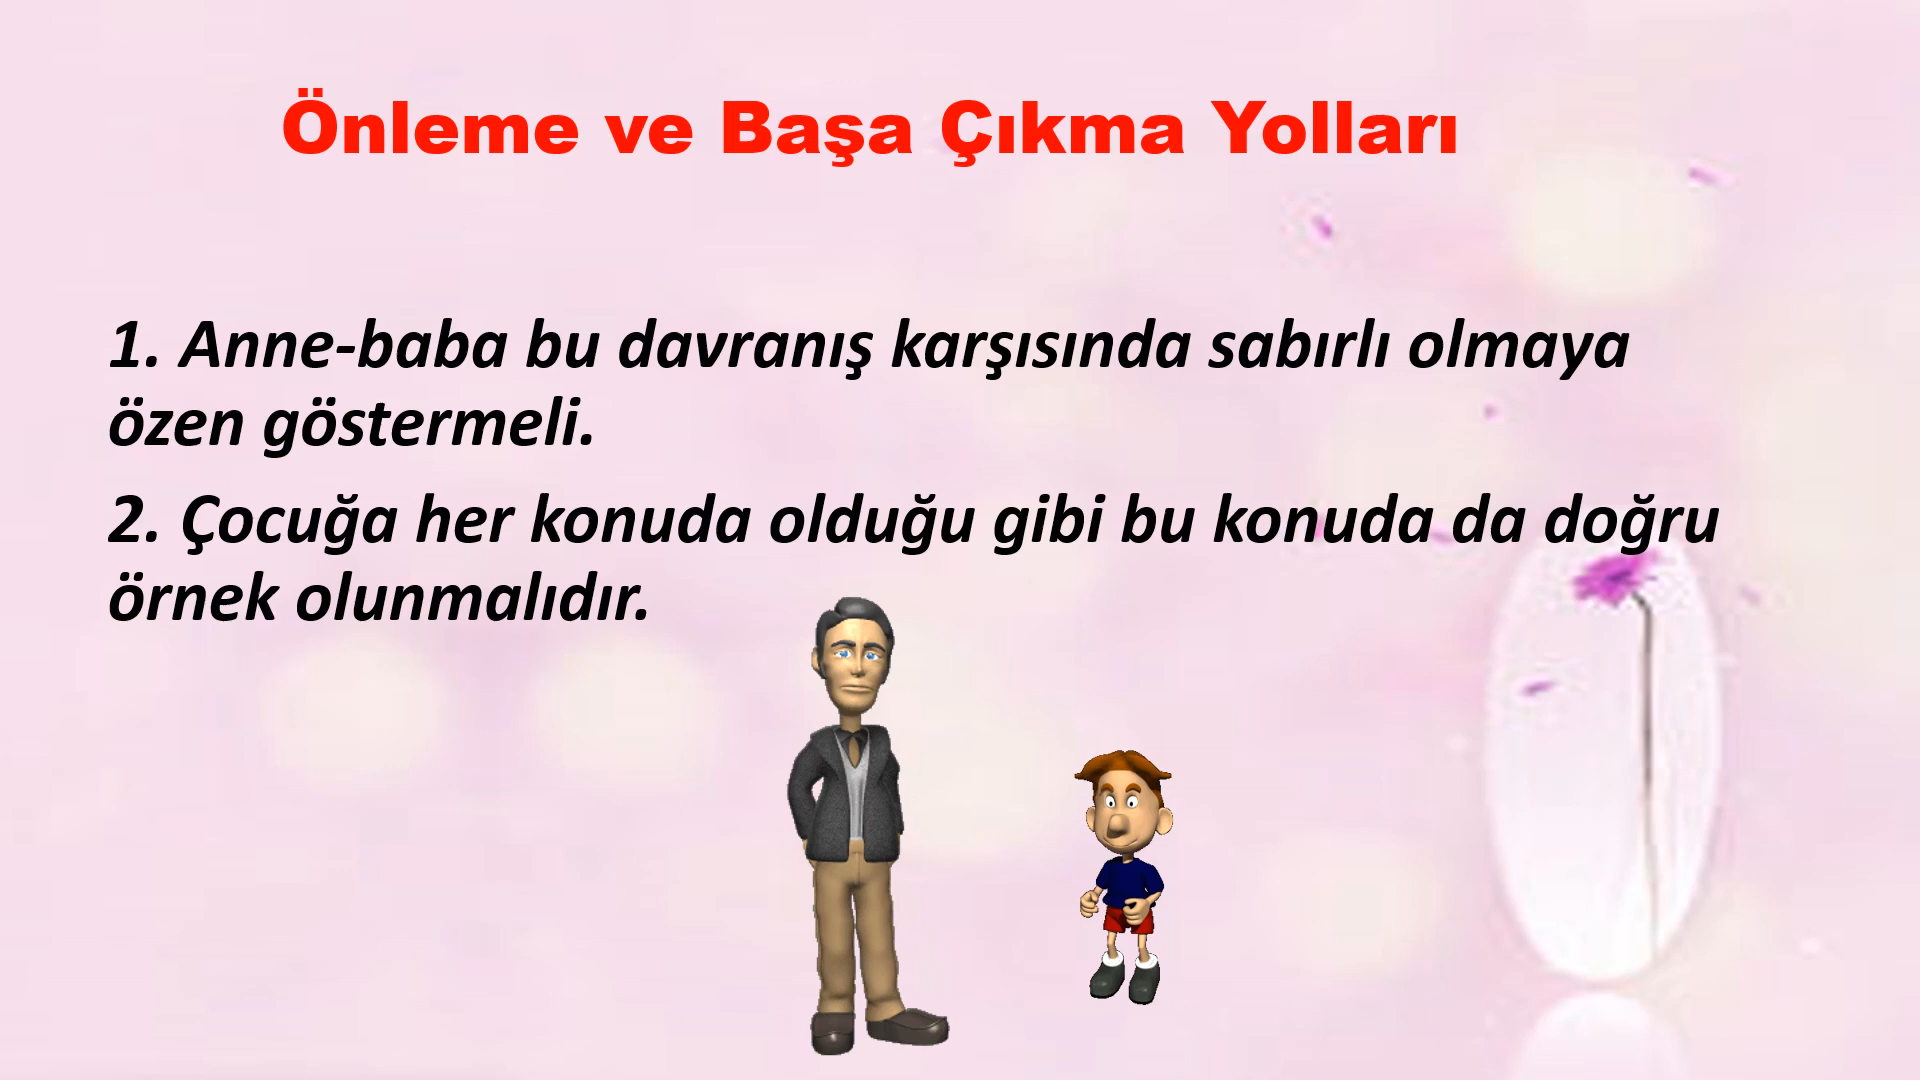 Önleme ve Başa Çıkma Yolları
1. Anne-baba bu davranış karşısında sabırlı olmaya
özen göstermeli.
2. Çocuğa her konuda olduğu gibi bu konuda da doğru
örnek olunmalıdır.